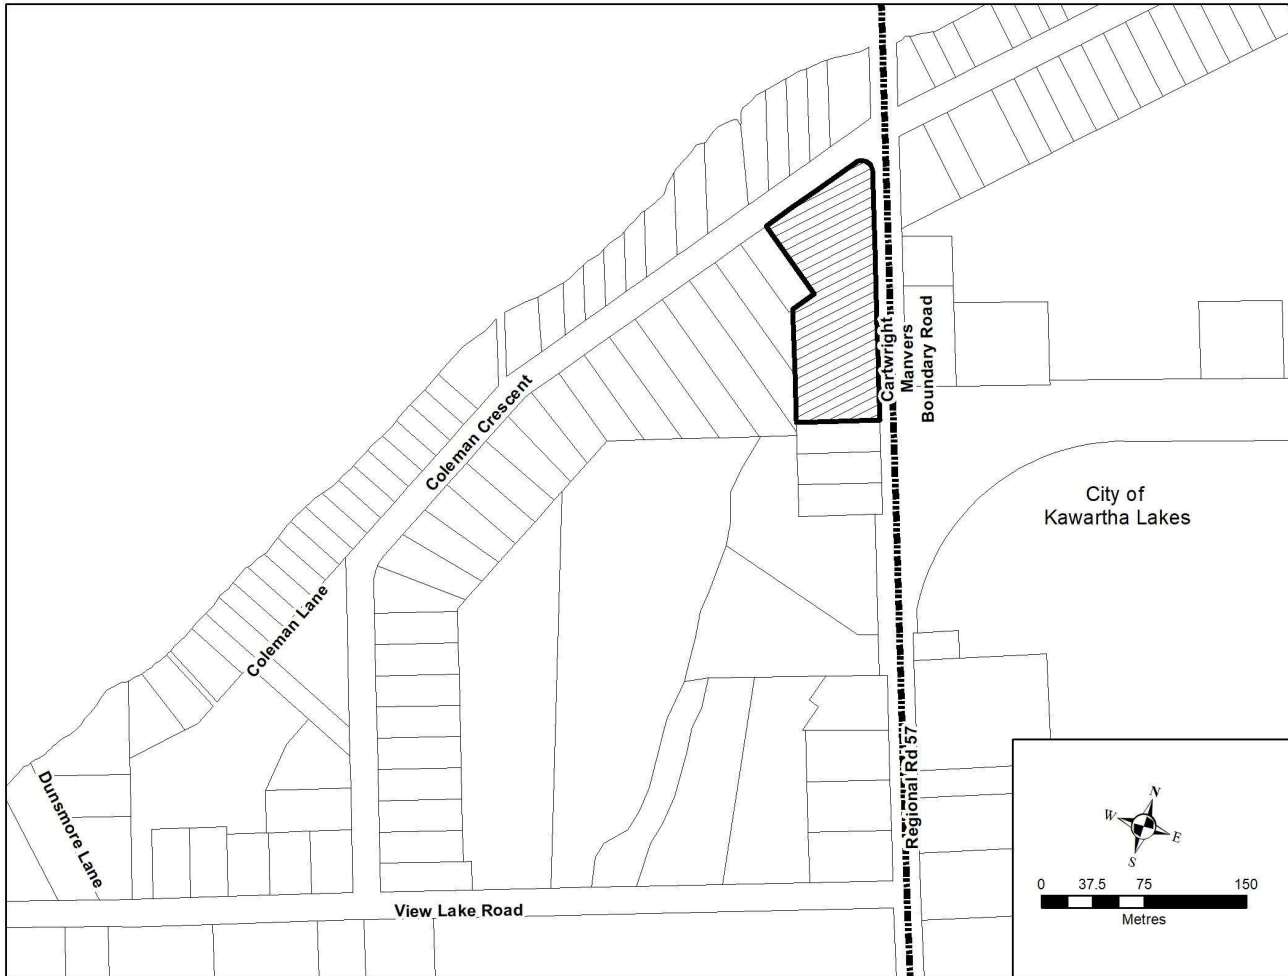 Cartwright
Manvers
Boundary Road
Coleman Crescent
City of
Kawartha Lakes
Coleman Lane
Dunsmore Lane
Regional Rd 57
View Lake Road
N
W
E
S
0 37.5 75 150
Metres